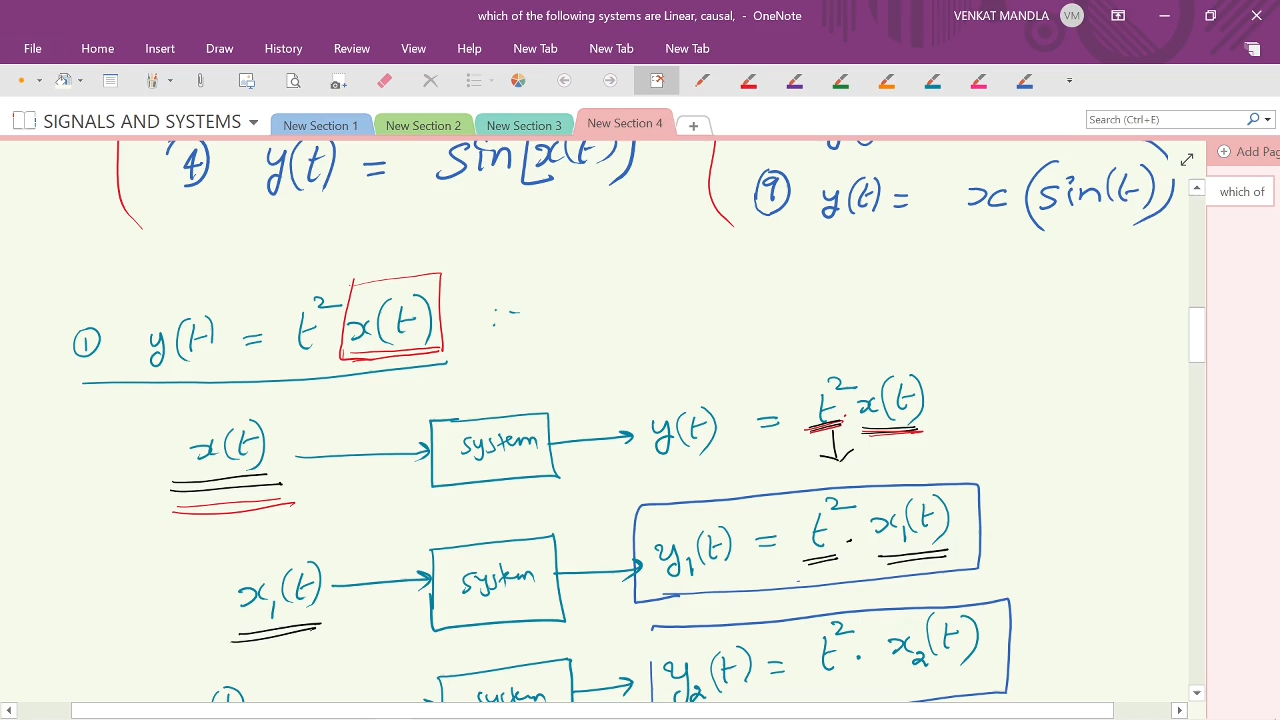 which of the following systems are Linear, causal, - OneNote
VENKAT MANDLA VM
File Home Insert Draw History Review View Help New Tab New Tab New Tab
SIGNALS AND SYSTEMS New Section 1 New Section 2 New Section 3 New Section 4 Search (Ctrl+E)
Add Pag
which of
4) y(t) = sin[x(t)]
9 y(t) = x(sin(t))
1 y(t) = t² x(t) :-
x(t) system y(t) = t² . x(t)
x₁(t) system y₁(t) = t² . x₁(t)
system y₂(t) = t² . x₂(t)